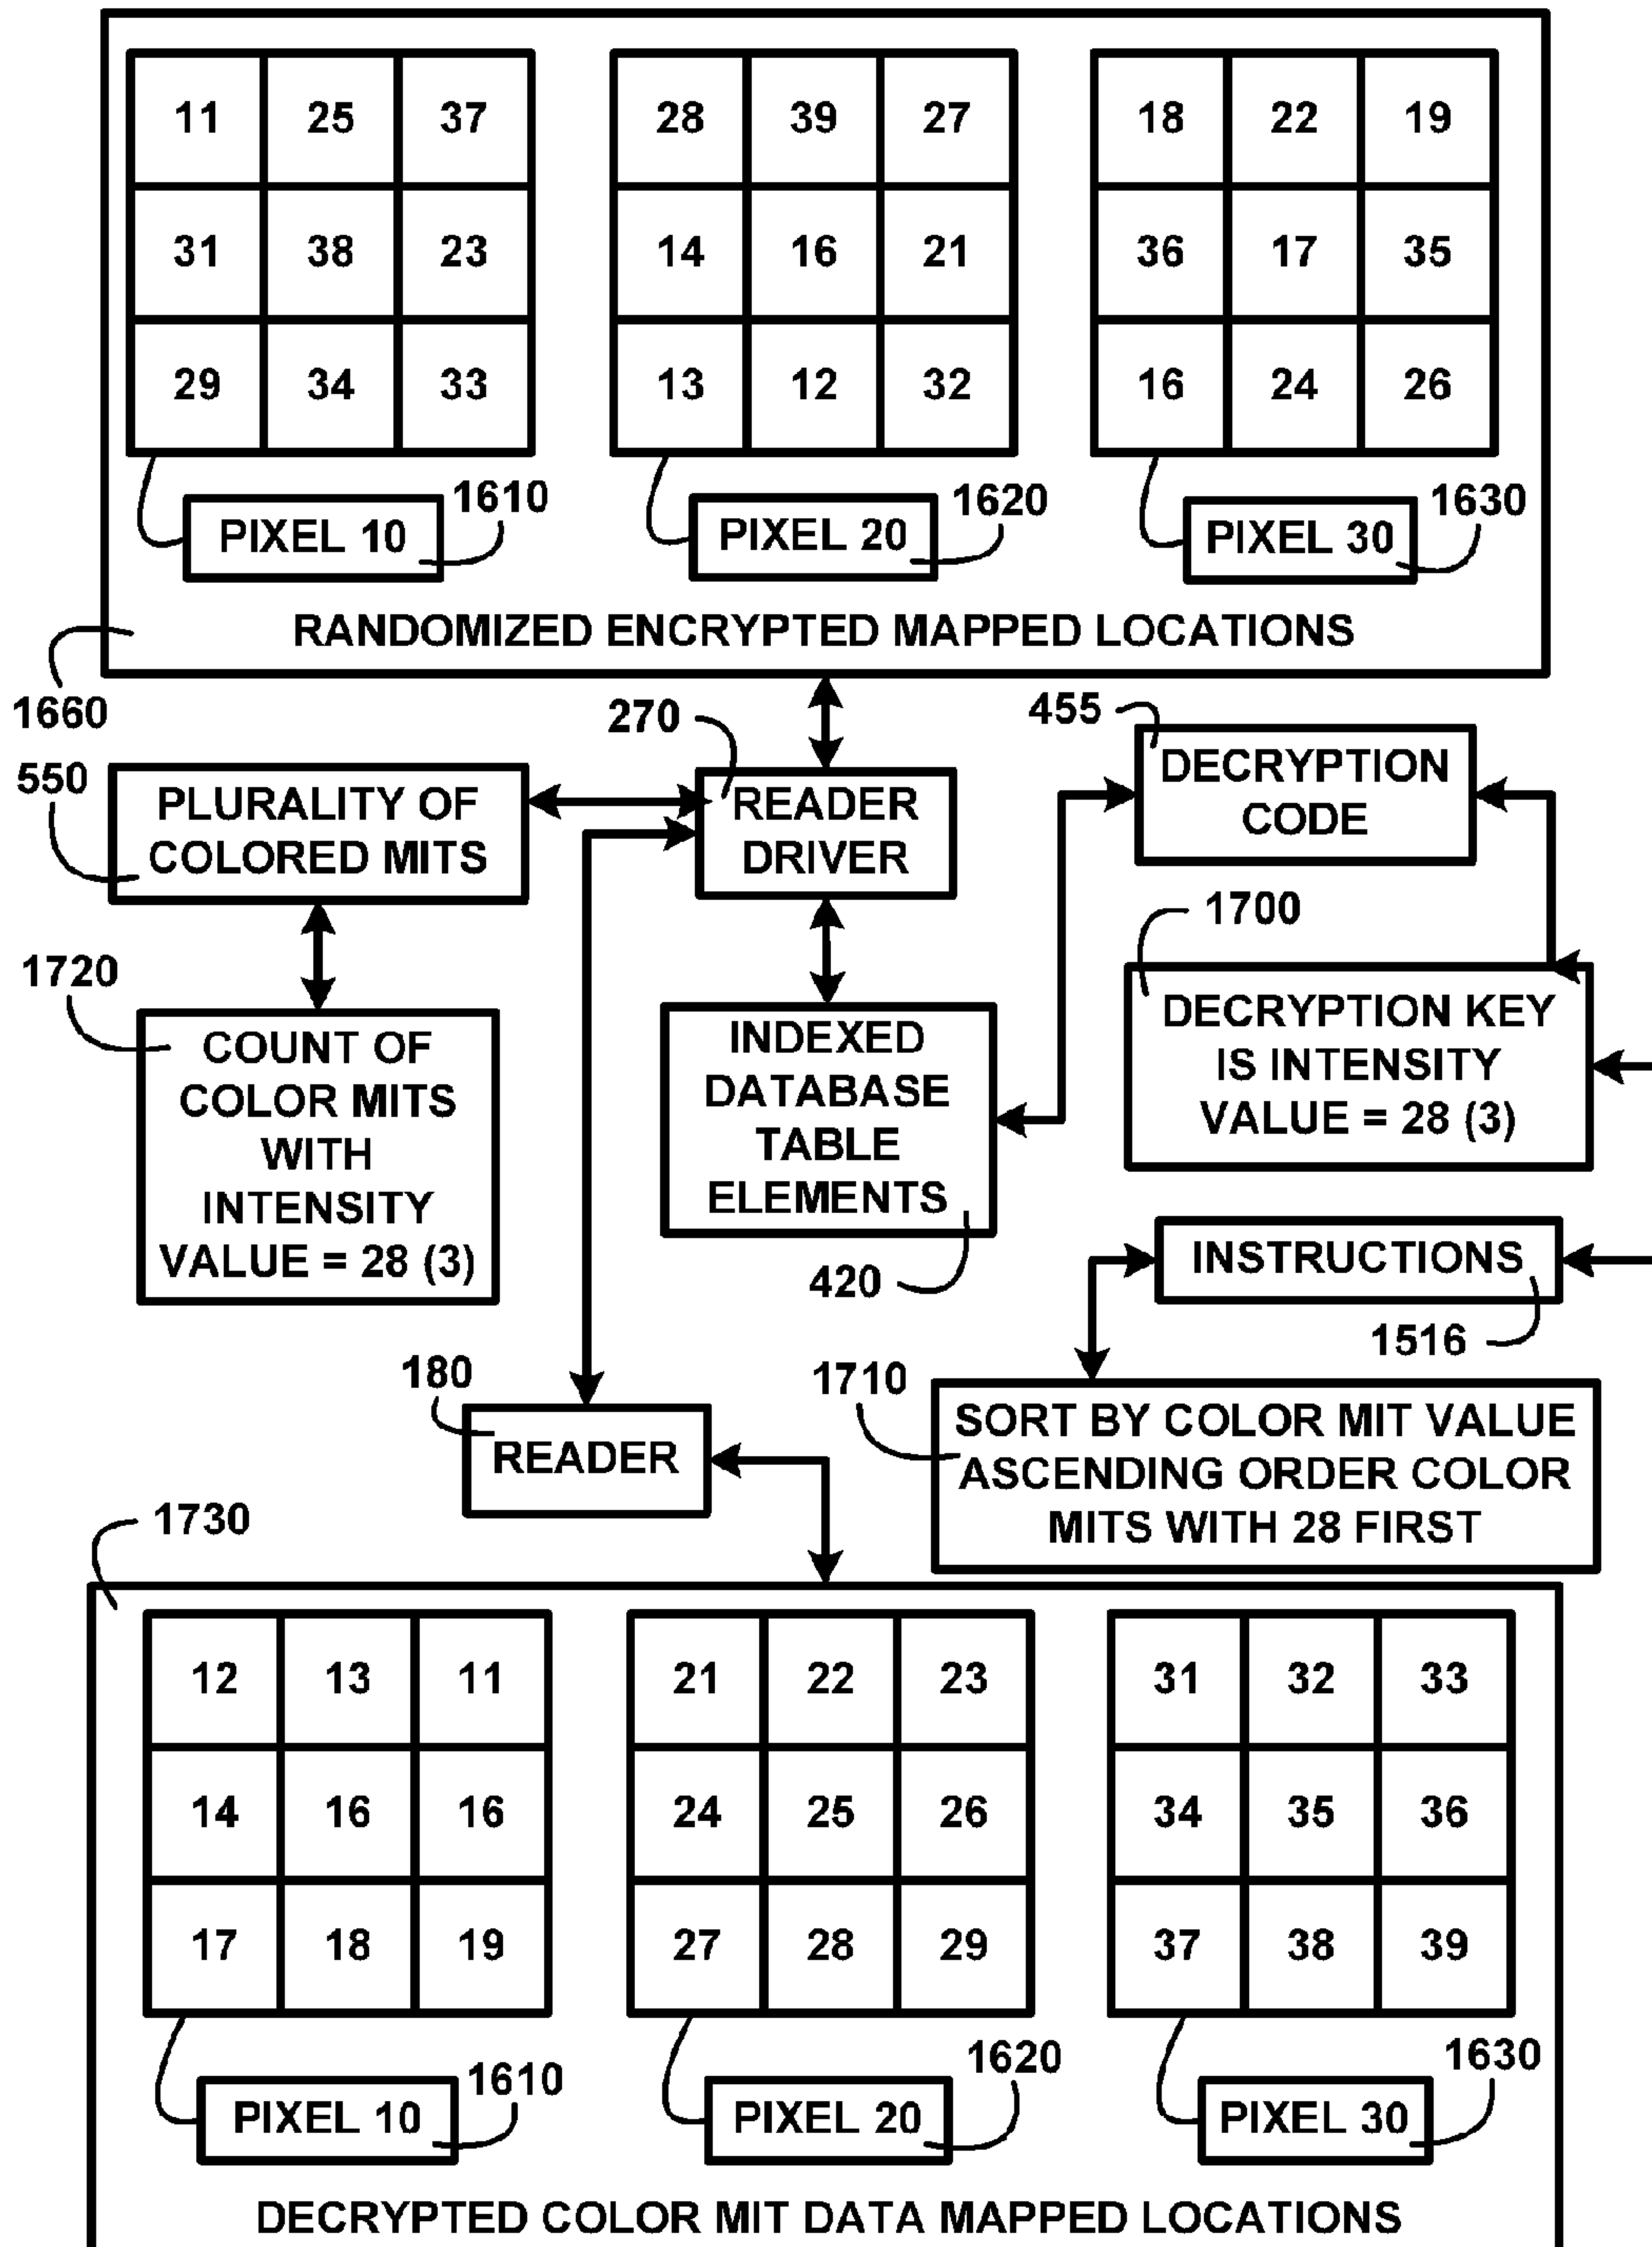 11 25 37 28 39 27 18 22 19
31 38 23 14 16 21 36 17 35
29 34 33 13 12 32 16 24 26
1610 1620 1630
PIXEL 10 PIXEL 20 PIXEL 30
RANDOMIZED ENCRYPTED MAPPED LOCATIONS
1660
270
455
550
PLURALITY OF
COLORED MITS
READER
DRIVER
DECRYPTION
CODE
1700
1720
COUNT OF
COLOR MITS
WITH
INTENSITY
VALUE = 28 (3)
INDEXED
DATABASE
TABLE
ELEMENTS
420
DECRYPTION KEY
IS INTENSITY
VALUE = 28 (3)
INSTRUCTIONS
1516
180
READER
1710
SORT BY COLOR MIT VALUE
ASCENDING ORDER COLOR
MITS WITH 28 FIRST
1730
12 13 11 21 22 23 31 32 33
14 16 16 24 25 26 34 35 36
17 18 19 27 28 29 37 38 39
1610 1620 1630
PIXEL 10 PIXEL 20 PIXEL 30
DECRYPTED COLOR MIT DATA MAPPED LOCATIONS